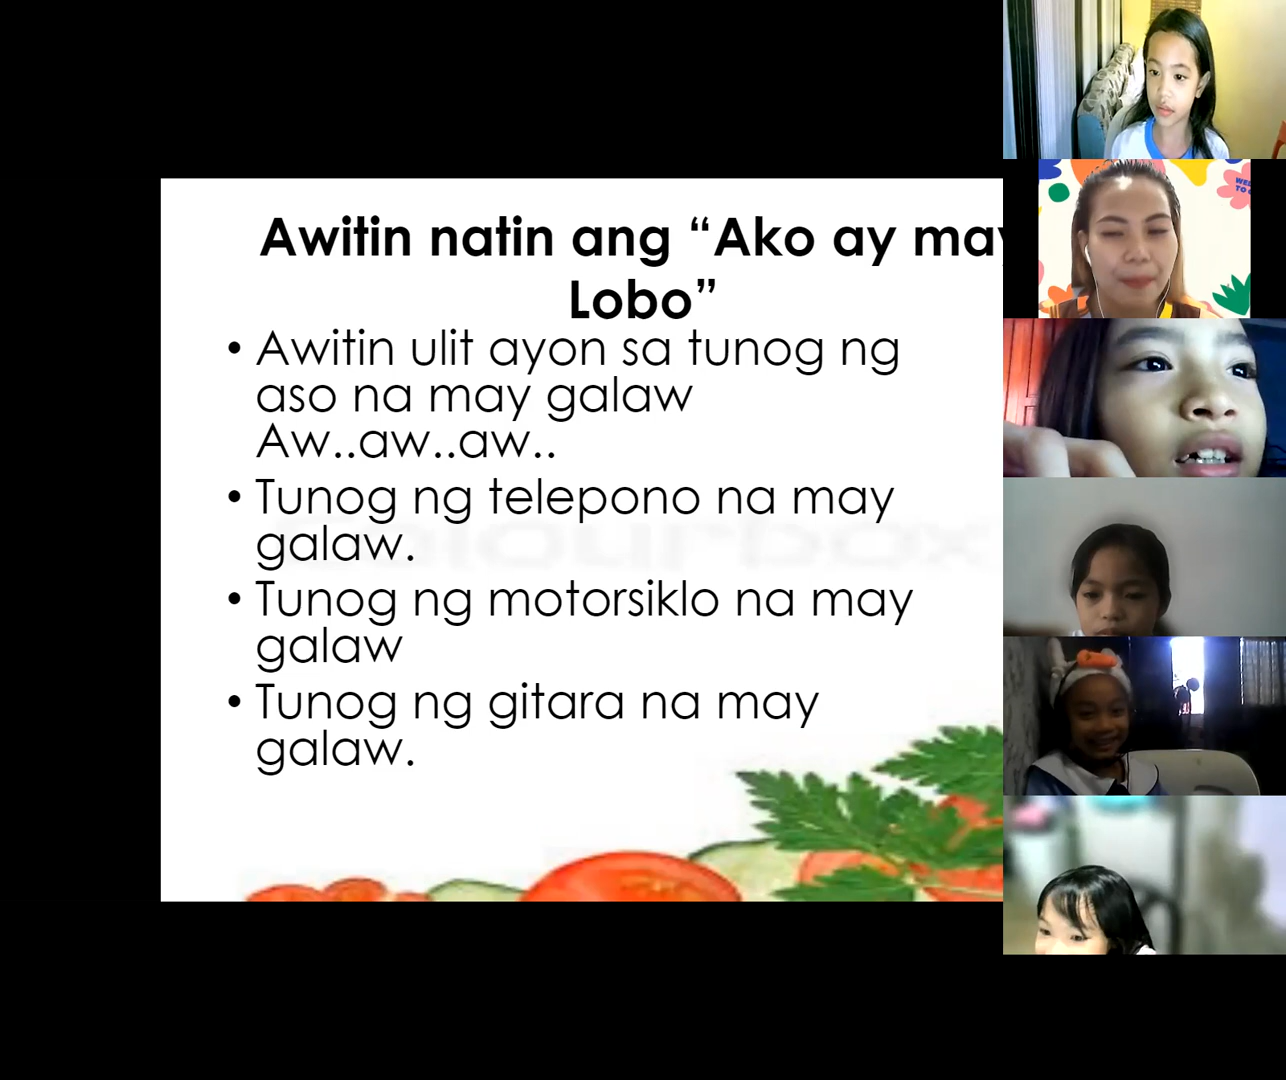 Awitin natin ang “Ako ay may
Lobo”
• Awitin ulit ayon sa tunog ng
aso na may galaw
Aw..aw..aw..
• Tunog ng telepono na may
galaw.
• Tunog ng motorsiklo na may
galaw
• Tunog ng gitara na may
galaw.